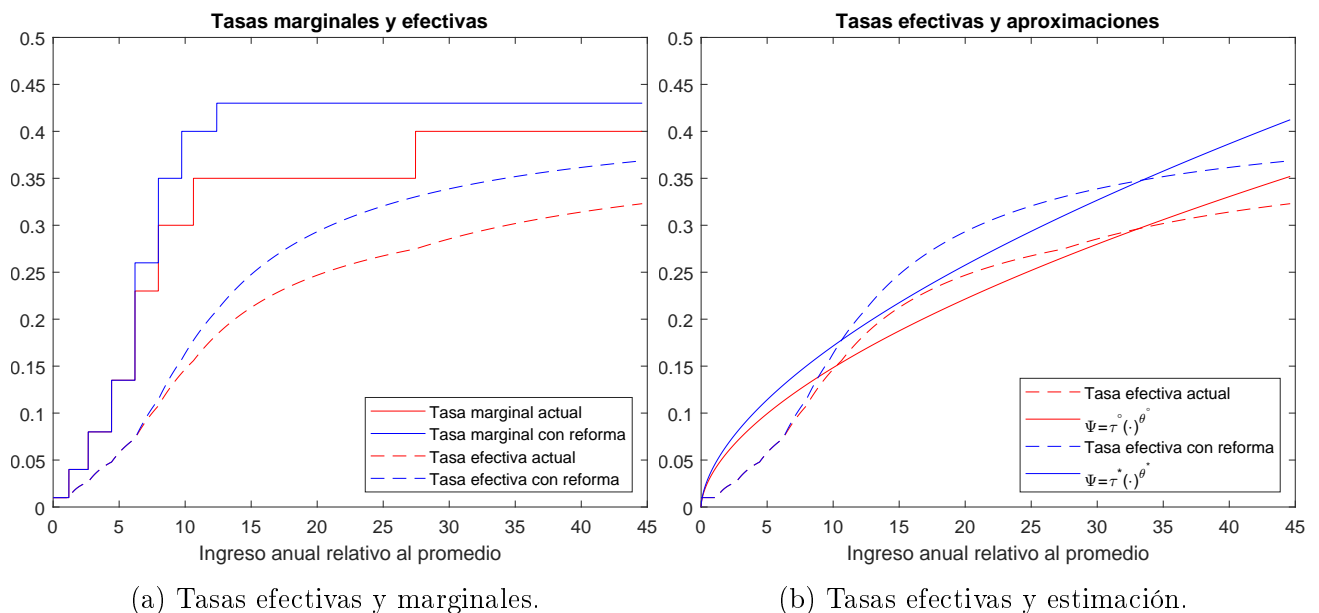 Tasas marginales y efectivas
0.5
0.45
0.4
0.35
0.3
0.25
0.2
0.15
0.1
0.05
0
0 5 10 15 20 25 30 35 40 45
Ingreso anual relativo al promedio
Tasa marginal actual
Tasa marginal con reforma
Tasa efectiva actual
Tasa efectiva con reforma
(a) Tasas efectivas y marginales.
Tasas efectivas y aproximaciones
0.5
0.45
0.4
0.35
0.3
0.25
0.2
0.15
0.1
0.05
0
0 5 10 15 20 25 30 35 40 45
Ingreso anual relativo al promedio
Tasa efectiva actual
Ψ=τ°(·)^θ°
Tasa efectiva con reforma
Ψ=τ*(·)^θ*
(b) Tasas efectivas y estimación.